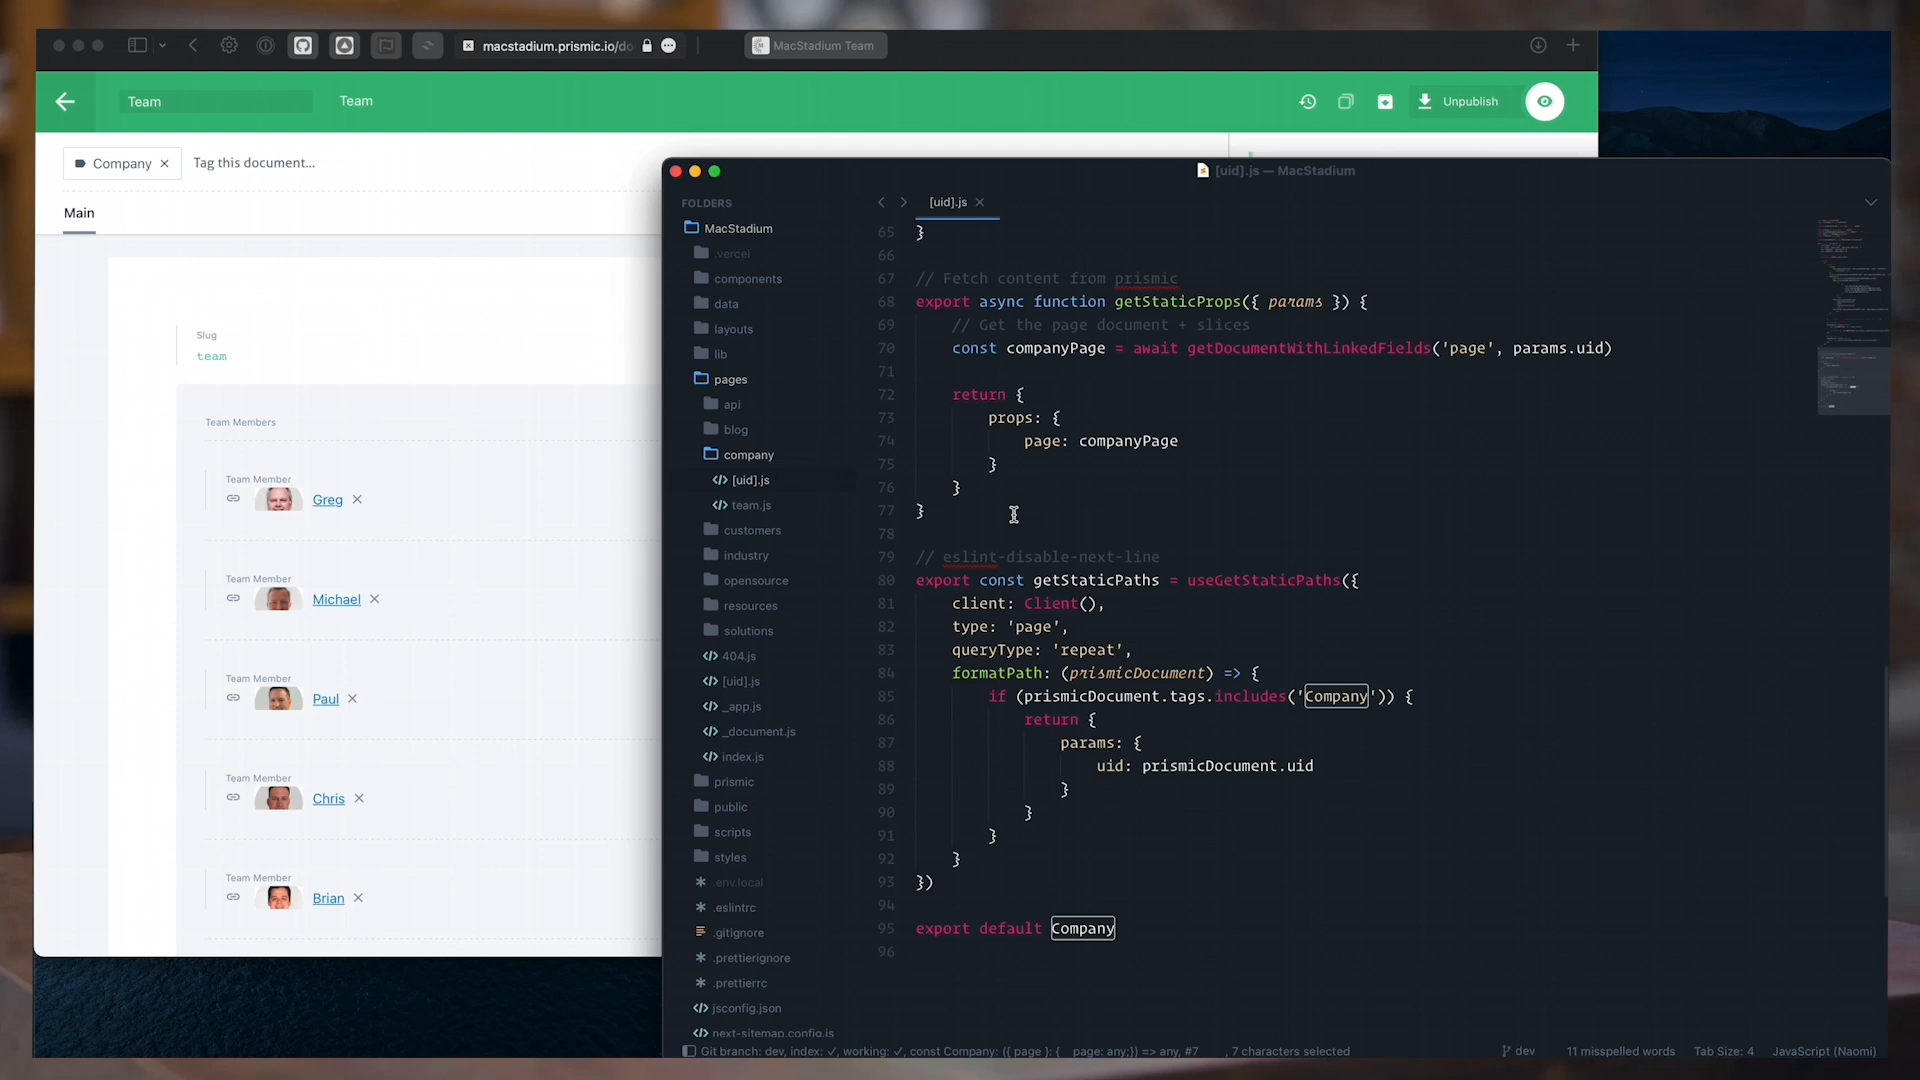 macstadium.prismic.io/do
MacStadium Team
Team
Team
Unpublish
Company
Tag this document...
Main
Slug
team
Team Members
Team Member
Greg
Team Member
Michael
Team Member
Paul
Team Member
Chris
Team Member
Brian
[uid].js — MacStadium
FOLDERS
MacStadium
.vercel
components
data
layouts
lib
pages
api
blog
company
[uid].js
team.js
customers
industry
opensource
resources
solutions
404.js
[uid].js
_app.js
_document.js
index.js
prismic
public
scripts
styles
.env.local
.eslintrc
.gitignore
.prettierignore
.prettierrc
jsconfig.json
next-sitemap.config.js
[uid].js
65 }
66
67 // Fetch content from prismic
68 export async function getStaticProps({ params }) {
69 // Get the page document + slices
70 const companyPage = await getDocumentWithLinkedFields('page', params.uid)
71
72 return {
73 props: {
74 page: companyPage
75 }
76 }
77 }
78
79 // eslint-disable-next-line
80 export const getStaticPaths = useGetStaticPaths({
81 client: Client(),
82 type: 'page',
83 queryType: 'repeat',
84 formatPath: (prismicDocument) => {
85 if (prismicDocument.tags.includes('Company')) {
86 return {
87 params: {
88 uid: prismicDocument.uid
89 }
90 }
91 }
92 }
93 })
94
95 export default Company
96
Git branch: dev, index: ✓, working: ✓, const Company: ({ page }: { page: any;}) => any, #7 , 7 characters selected
dev
11 misspelled words
Tab Size: 4
JavaScript (Naomi)